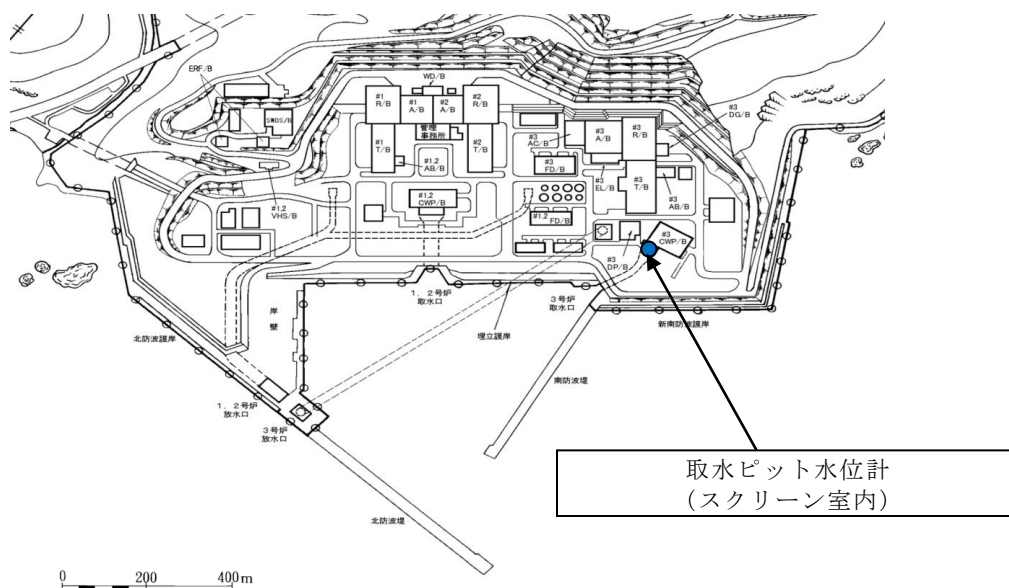 ERF/B
SWBS/B
WD/B
#1
R/B
#1
A/B
#2
A/B
#2
R/B
管理
事務所
#1
T/B
#1,2
AB/B
#2
T/B
#3
AC/B
#3
A/B
#3
R/B
#3
DG/B
#3
FD/B
#3
EL/B
#3
T/B
#3
AB/B
#1,2
VHS/B
#1,2
CWP/B
#1,2
FD/B
#3
DP/B
#3
CWP/B
1,2号炉
取水口
3号炉
取水口
岸
壁
埋立護岸
新南防波護岸
北防波護岸
南防波堤
1,2号炉
放水口
3号炉
放水口
北防波堤
取水ピット水位計
(スクリーン室内)
0 200 400m